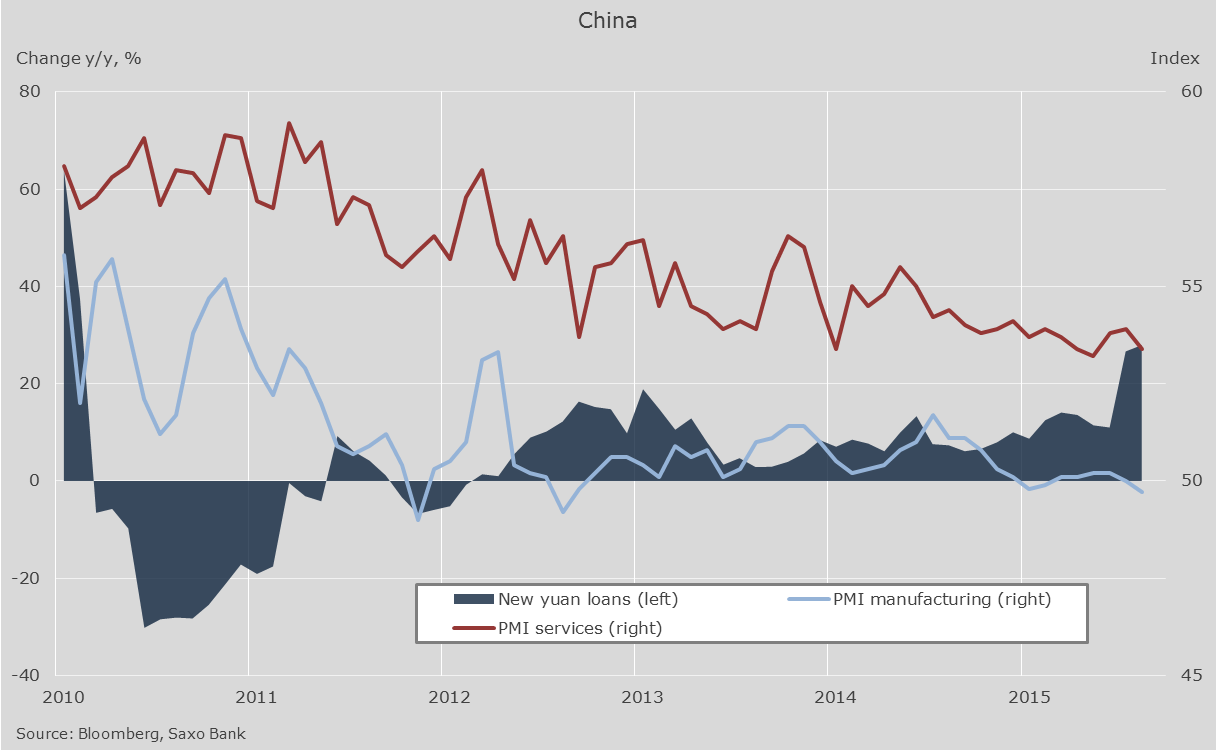 China
Change y/y, %
Index
80
60
60
40
55
20
0
50
-20
-40
45
New yuan loans (left)
PMI manufacturing (right)
PMI services (right)
2010
2011
2012
2013
2014
2015
Source: Bloomberg, Saxo Bank